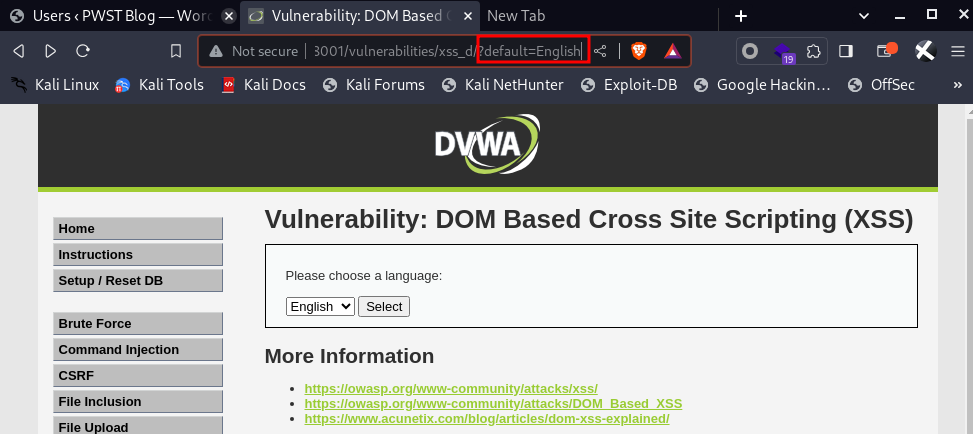 Users ‹ PWST Blog — Word
Vulnerability: DOM Based C
New Tab
Not secure
3001/vulnerabilities/xss_d/?default=English
19
Kali Linux
Kali Tools
Kali Docs
Kali Forums
Kali NetHunter
Exploit-DB
Google Hackin…
OffSec
»
DVWA
Home
Instructions
Setup / Reset DB
Brute Force
Command Injection
CSRF
File Inclusion
File Upload
Vulnerability: DOM Based Cross Site Scripting (XSS)
Please choose a language:
English
Select
More Information
https://owasp.org/www-community/attacks/xss/
https://owasp.org/www-community/attacks/DOM_Based_XSS
https://www.acunetix.com/blog/articles/dom-xss-explained/